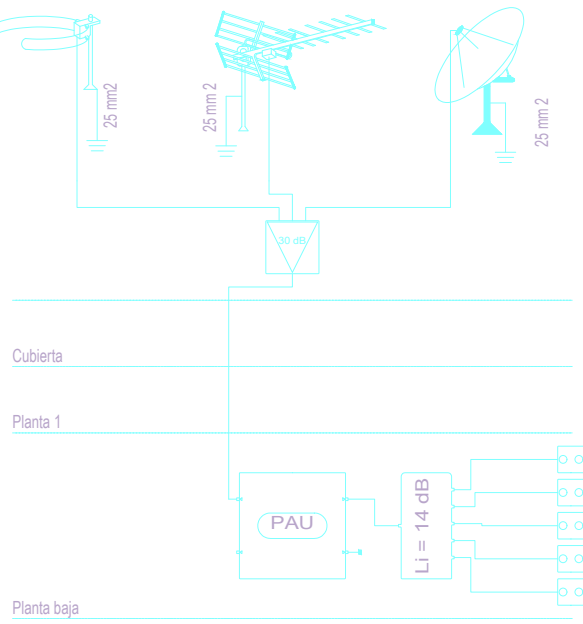 25 mm2
25 mm 2
25 mm 2
30 dB
Cubierta
Planta 1
PAU
Li = 14 dB
Planta baja